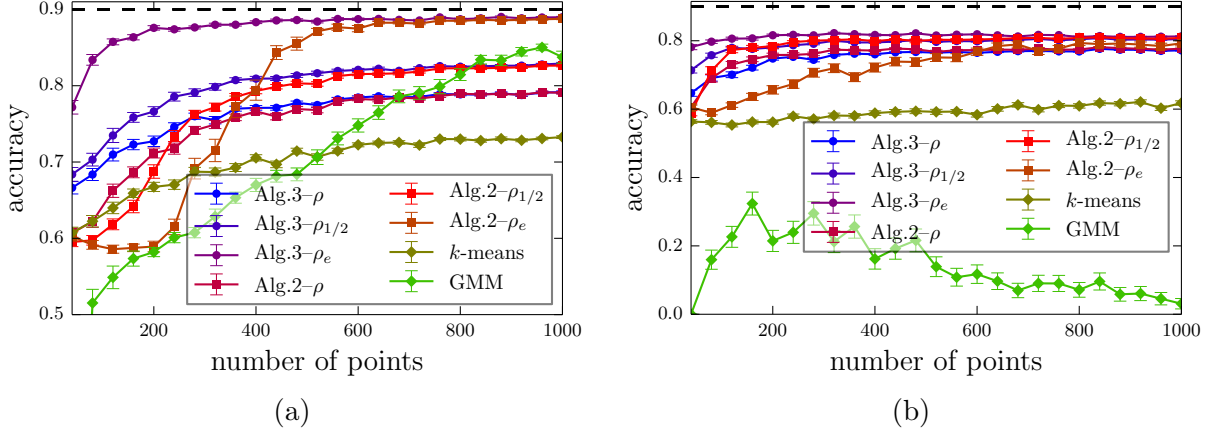 0.9
0.8
0.7
0.6
0.5
accuracy
200 400 600 800 1000
number of points
Alg.3–ρ
Alg.3–ρ1/2
Alg.3–ρe
Alg.2–ρ
Alg.2–ρ1/2
Alg.2–ρe
k-means
GMM
(a)
0.8
0.6
0.4
0.2
0.0
accuracy
200 400 600 800 1000
number of points
Alg.3–ρ
Alg.3–ρ1/2
Alg.3–ρe
Alg.2–ρ
Alg.2–ρ1/2
Alg.2–ρe
k-means
GMM
(b)